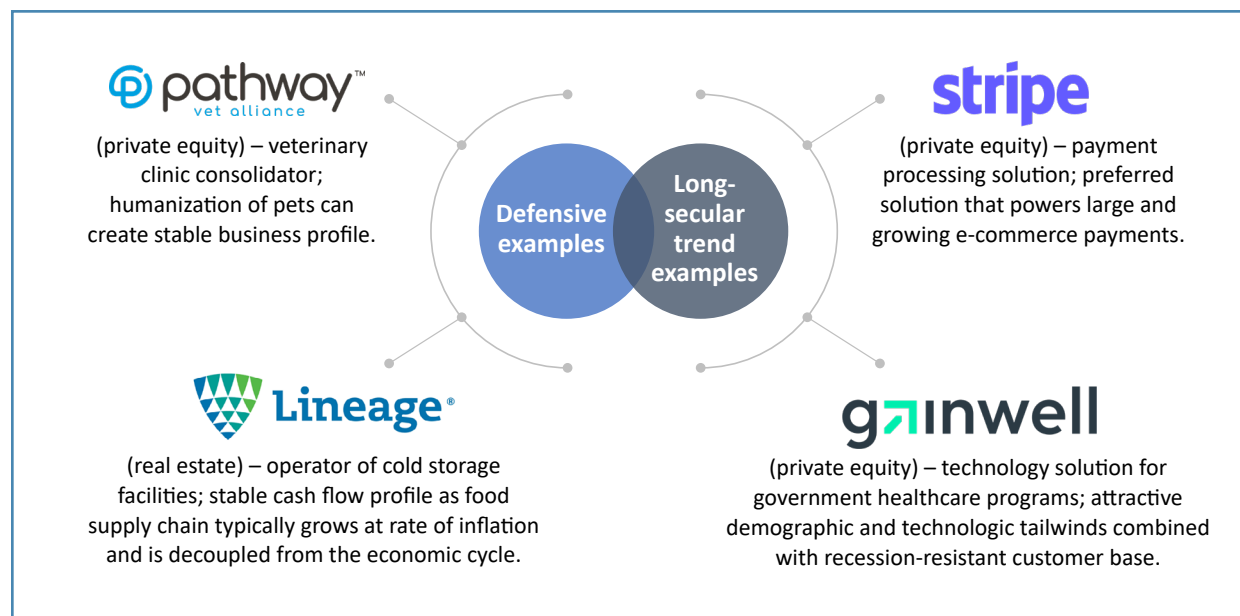 pathway™
vet alliance
(private equity) – veterinary
clinic consolidator;
humanization of pets can
create stable business profile.
Lineage®
(real estate) – operator of cold storage
facilities; stable cash flow profile as food
supply chain typically grows at rate of inflation
and is decoupled from the economic cycle.
Defensive
examples
Long-
secular
trend
examples
stripe
(private equity) – payment
processing solution; preferred
solution that powers large and
growing e-commerce payments.
gainwell
(private equity) – technology solution for
government healthcare programs; attractive
demographic and technologic tailwinds combined
with recession-resistant customer base.